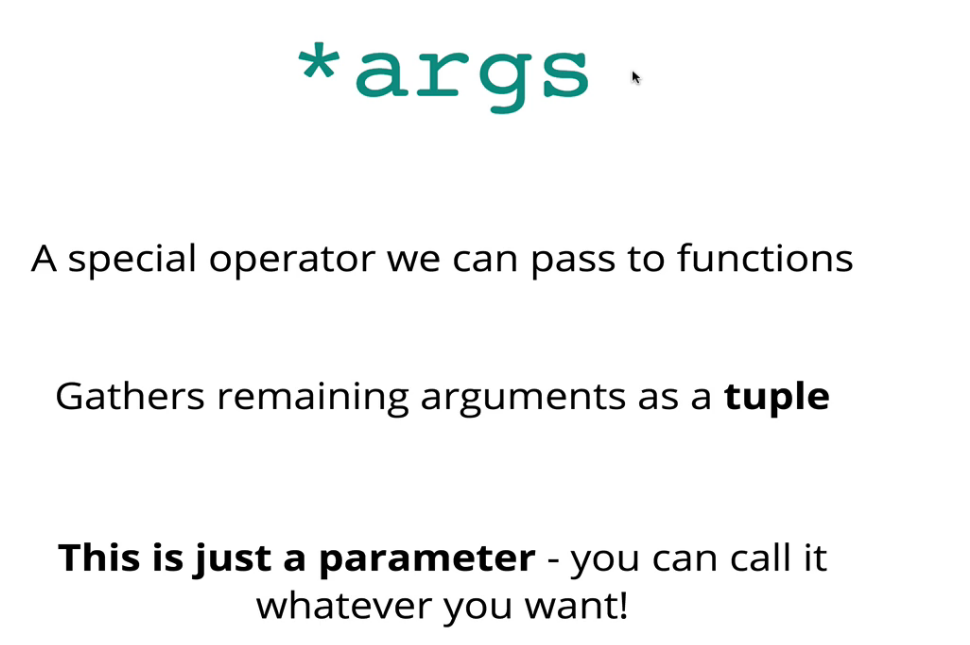 *args
A special operator we can pass to functions
Gathers remaining arguments as a tuple
This is just a parameter - you can call it
whatever you want!